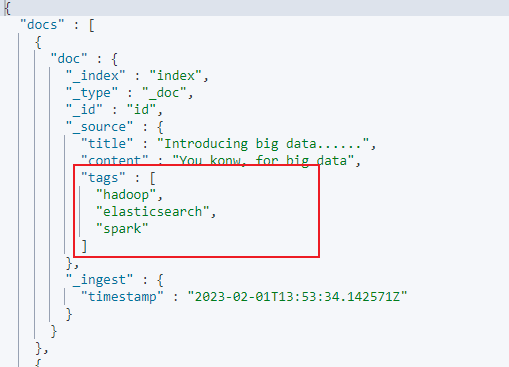 {
"docs" : [
{
"doc" : {
"_index" : "index",
"_type" : "_doc",
"_id" : "id",
"_source" : {
"title" : "Introducing big data......",
"content" : "You konw, for big data",
"tags" : [
"hadoop",
"elasticsearch",
"spark"
]
},
"_ingest" : {
"timestamp" : "2023-02-01T13:53:34.142571Z"
}
}
},
{